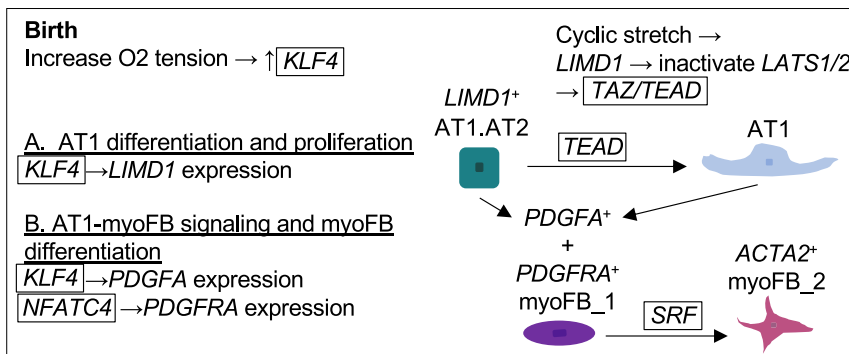 Birth
Increase O2 tension → ↑ KLF4
A. AT1 differentiation and proliferation
KLF4 →LIMD1 expression
B. AT1-myoFB signaling and myoFB
differentiation
KLF4 →PDGFA expression
NFATC4 →PDGFRA expression
Cyclic stretch →
LIMD1 → inactivate LATS1/2
→ TAZ/TEAD
LIMD1+
AT1.AT2
TEAD
AT1
PDGFA+
+
PDGFRA+
myoFB_1
SRF
ACTA2+
myoFB_2